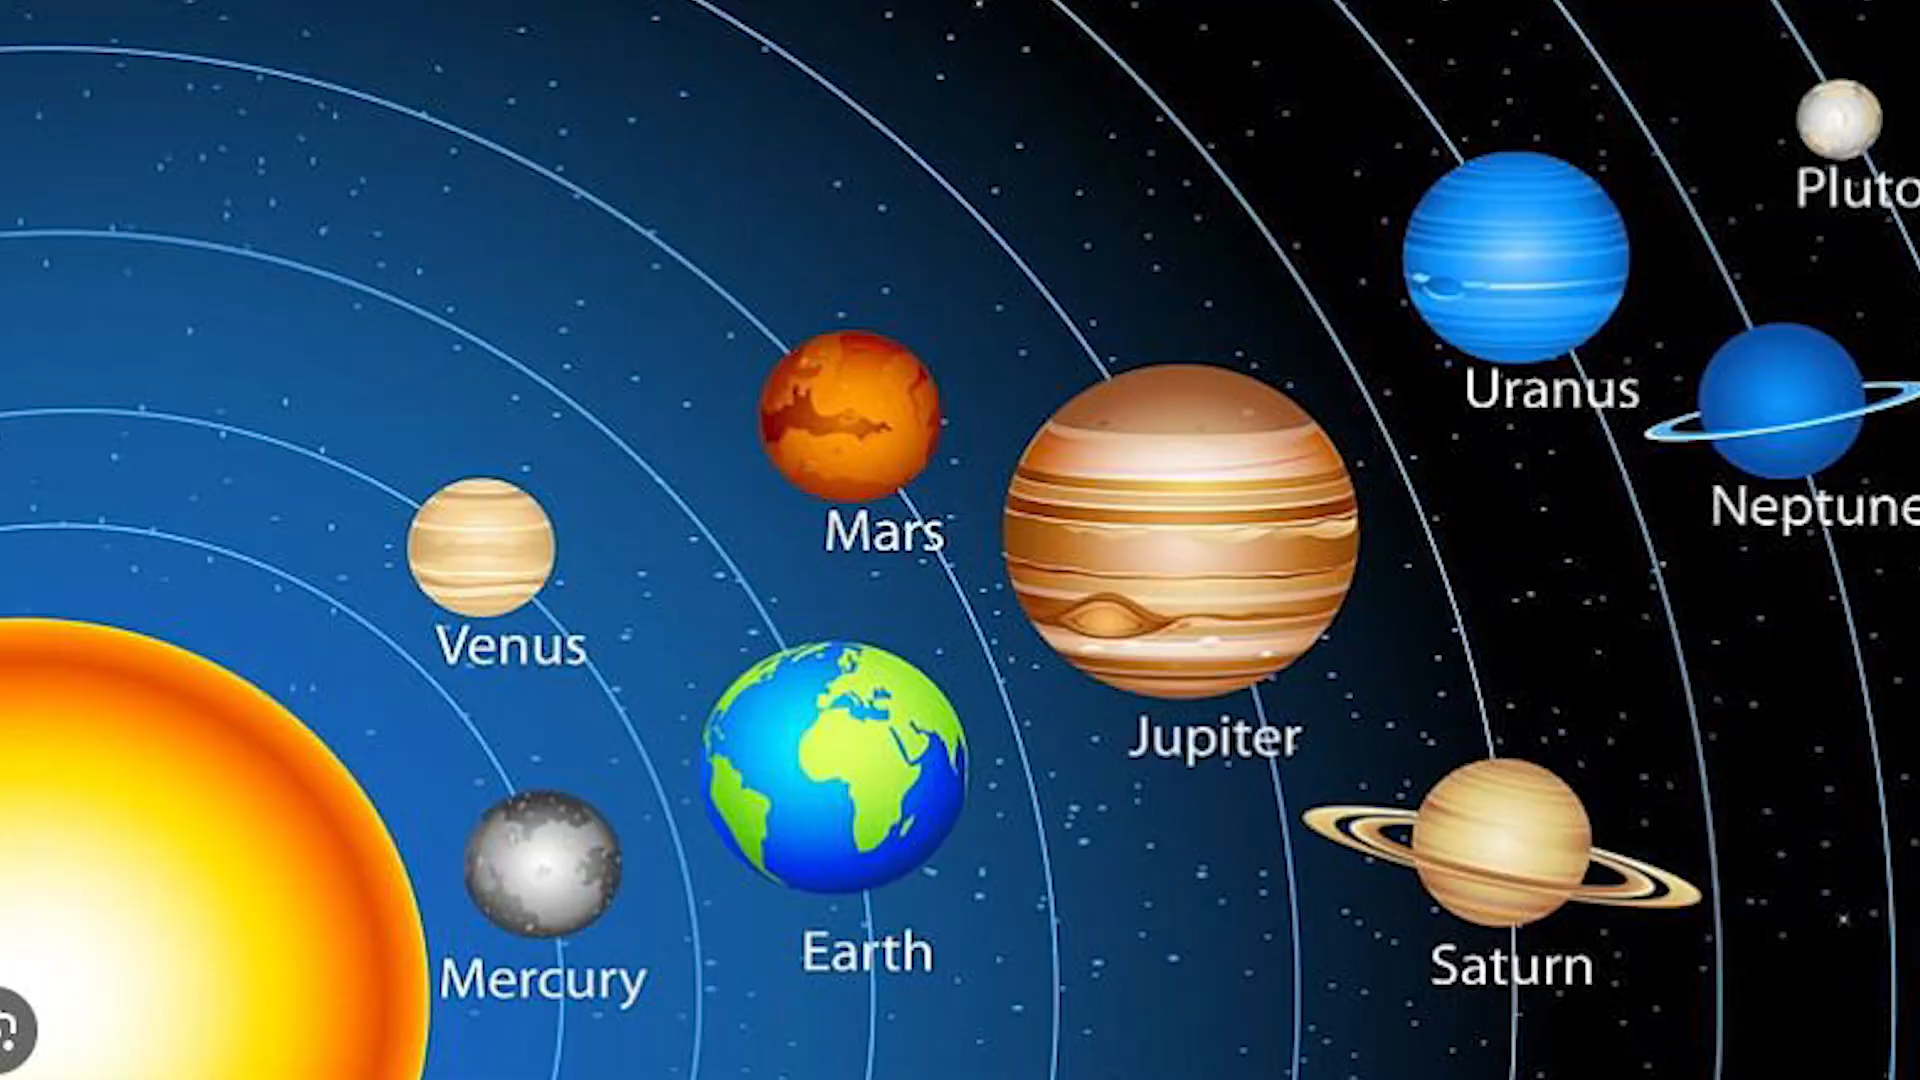 Pluto
Uranus
Neptune
Mars
Venus
Jupiter
Earth
Saturn
Mercury